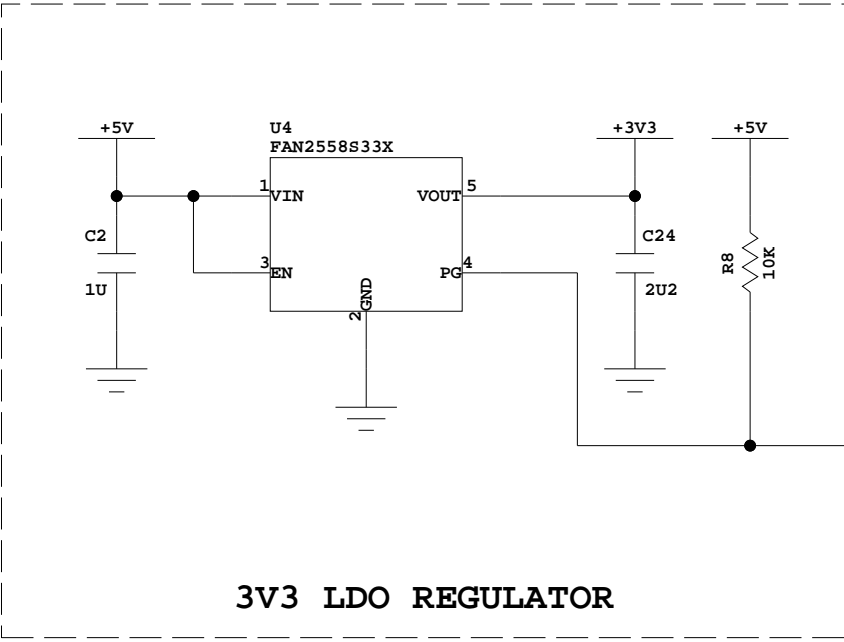 +5V
U4
FAN2558S33X
+3V3
+5V
1
VIN
VOUT
5
C2
1U
3
EN
PG
4
2
GND
C24
2U2
R8
10K
3V3 LDO REGULATOR